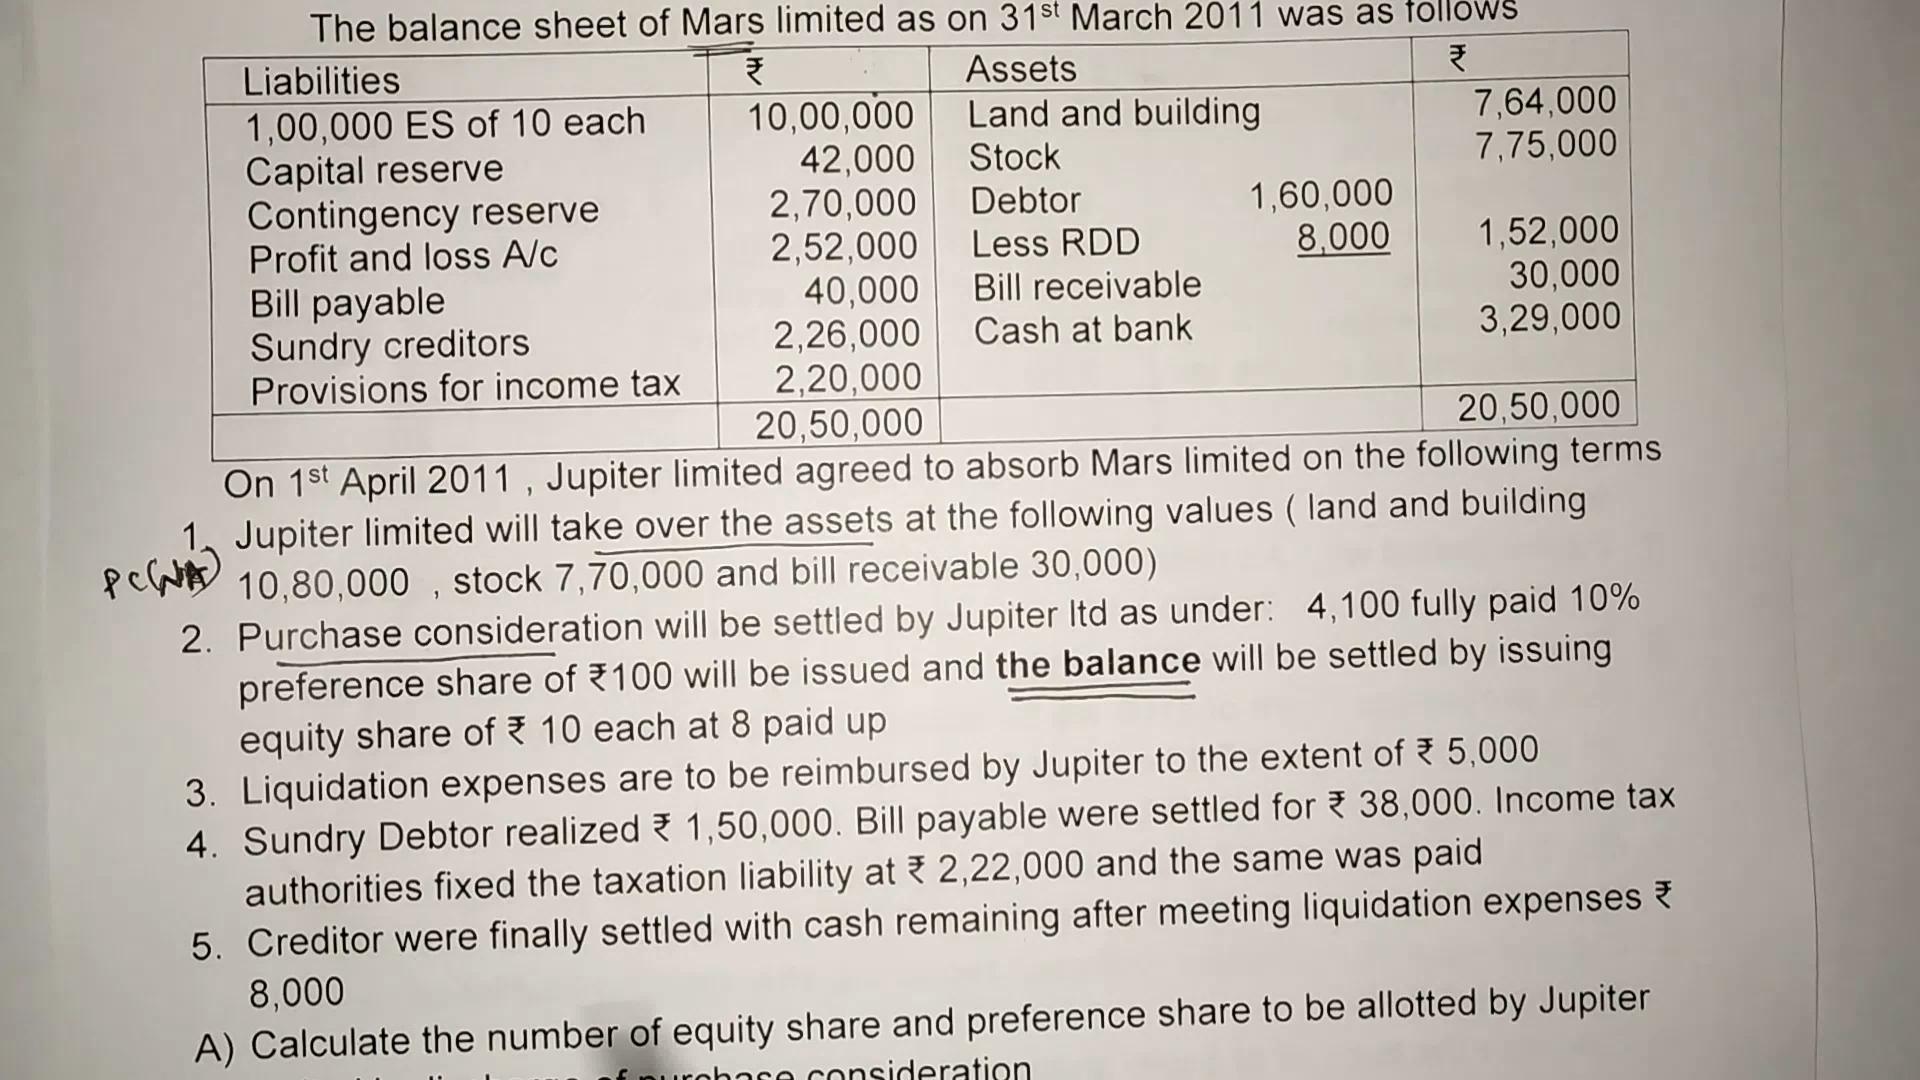 The balance sheet of Mars limited as on 31st March 2011 was as follows
Liabilities ₹ Assets ₹
1,00,000 ES of 10 each 10,00,000 Land and building 7,64,000
Capital reserve 42,000 Stock 7,75,000
Contingency reserve 2,70,000 Debtor 1,60,000
Profit and loss A/c 2,52,000 Less RDD 8,000 1,52,000
Bill payable 40,000 Bill receivable 30,000
Sundry creditors 2,26,000 Cash at bank 3,29,000
Provisions for income tax 2,20,000
20,50,000 20,50,000
On 1st April 2011 , Jupiter limited agreed to absorb Mars limited on the following terms
1. Jupiter limited will take over the assets at the following values ( land and building
PC(NA) 10,80,000 , stock 7,70,000 and bill receivable 30,000)
2. Purchase consideration will be settled by Jupiter ltd as under: 4,100 fully paid 10%
preference share of ₹100 will be issued and the balance will be settled by issuing
equity share of ₹ 10 each at 8 paid up
3. Liquidation expenses are to be reimbursed by Jupiter to the extent of ₹ 5,000
4. Sundry Debtor realized ₹ 1,50,000. Bill payable were settled for ₹ 38,000. Income tax
authorities fixed the taxation liability at ₹ 2,22,000 and the same was paid
5. Creditor were finally settled with cash remaining after meeting liquidation expenses ₹
8,000
A) Calculate the number of equity share and preference share to be allotted by Jupiter
of purchase consideration